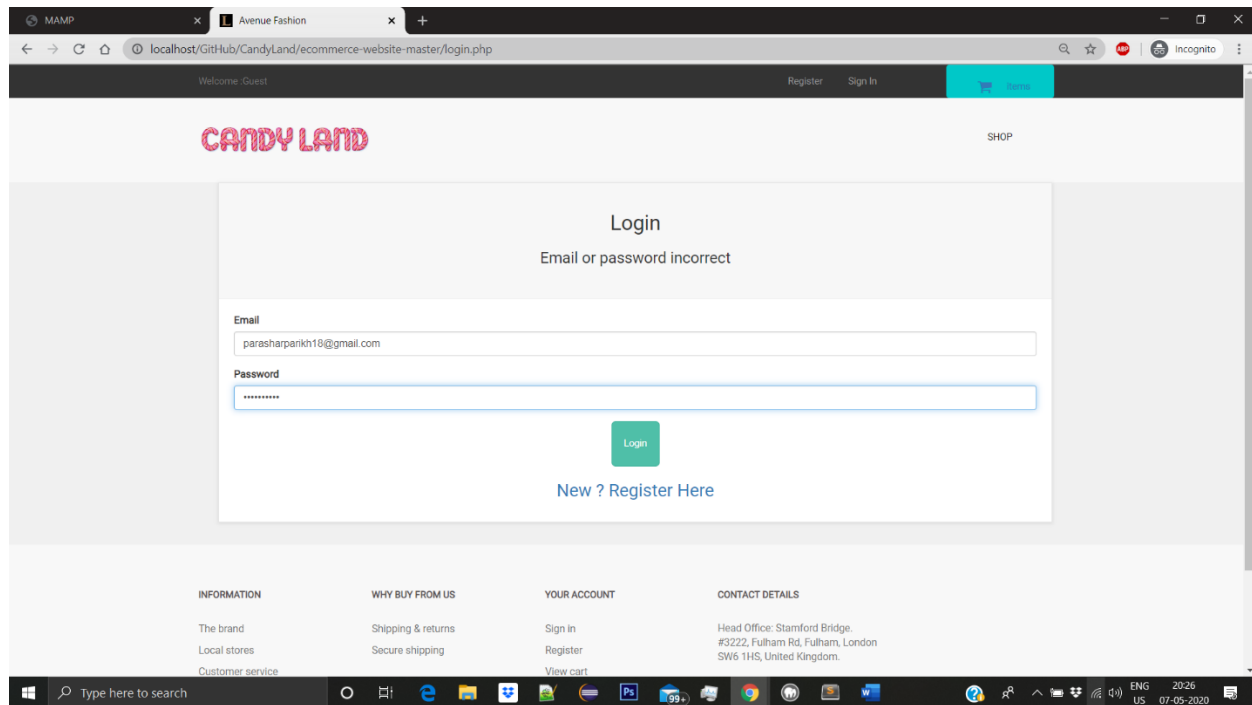 MAMP
Avenue Fashion
localhost/GitHub/CandyLand/ecommerce-website-master/login.php
ABP
Incognito
Welcome :Guest
Register
Sign In
Items
CANDY LAND
SHOP
Login
Email or password incorrect
Email
parasharparikh18@gmail.com
Password
Login
New ? Register Here
INFORMATION
WHY BUY FROM US
YOUR ACCOUNT
CONTACT DETAILS
The brand
Shipping & returns
Sign in
Head Office: Stamford Bridge.
#3222, Fulham Rd, Fulham, London
SW6 1HS, United Kingdom.
Local stores
Secure shipping
Register
Customer service
View cart
Type here to search
Ps
99+
ENG
US
20:26
07-05-2020